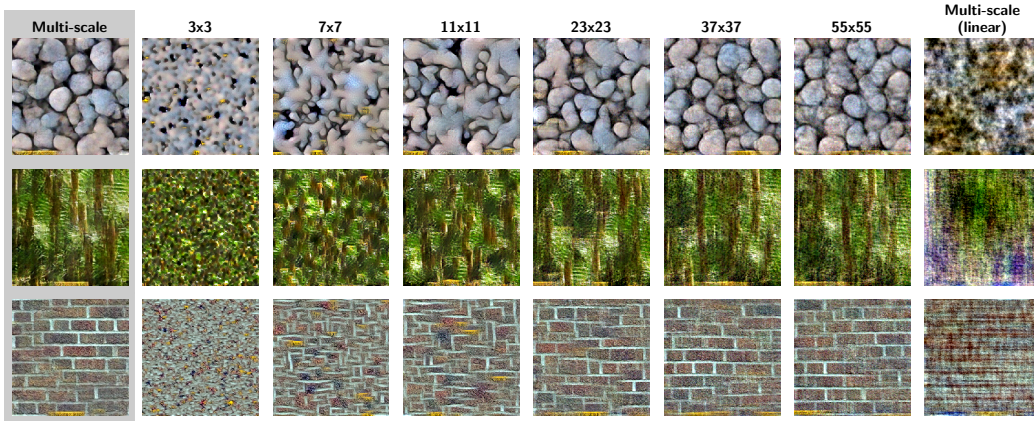 Multi-scale
3x3
7x7
11x11
23x23
37x37
55x55
Multi-scale
(linear)